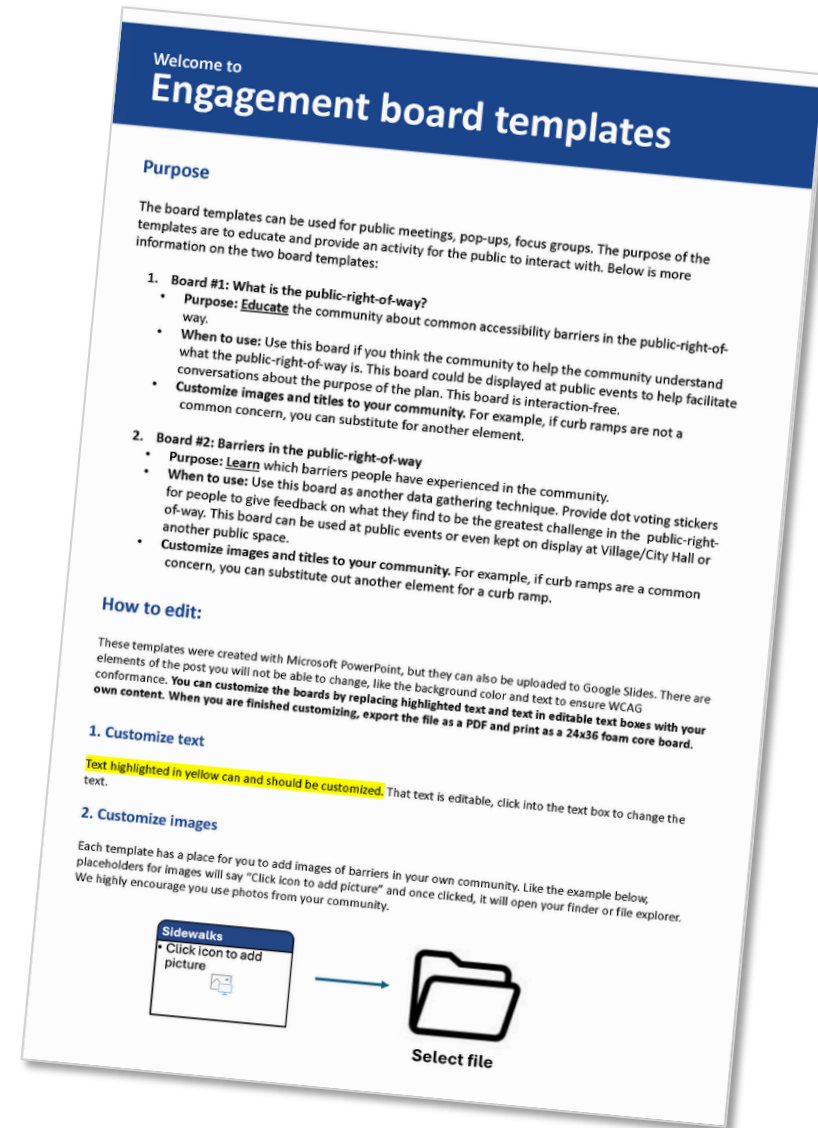 Welcome to
Engagement board templates
Purpose
The board templates can be used for public meetings, pop-ups, focus groups. The purpose of the
templates are to educate and provide an activity for the public to interact with. Below is more
information on the two board templates:
1. Board #1: What is the public-right-of-way?
• Purpose: Educate the community about common accessibility barriers in the public-right-of-
way.
• When to use: Use this board if you think the community to help the community understand
what the public-right-of-way is. This board could be displayed at public events to help facilitate
conversations about the purpose of the plan. This board is interaction-free.
• Customize images and titles to your community. For example, if curb ramps are not a
common concern, you can substitute for another element.
2. Board #2: Barriers in the public-right-of-way
• Purpose: Learn which barriers people have experienced in the community.
• When to use: Use this board as another data gathering technique. Provide dot voting stickers
for people to give feedback on what they find to be the greatest challenge in the public-right-
of-way. This board can be used at public events or even kept on display at Village/City Hall or
another public space.
• Customize images and titles to your community. For example, if curb ramps are a common
concern, you can substitute out another element for a curb ramp.
How to edit:
These templates were created with Microsoft PowerPoint, but they can also be uploaded to Google Slides. There are
elements of the post you will not be able to change, like the background color and text to ensure WCAG
conformance. You can customize the boards by replacing highlighted text and text in editable text boxes with your
own content. When you are finished customizing, export the file as a PDF and print as a 24x36 foam core board.
1. Customize text
Text highlighted in yellow can and should be customized. That text is editable, click into the text box to change the
text.
2. Customize images
Each template has a place for you to add images of barriers in your own community. Like the example below,
placeholders for images will say "Click icon to add picture" and once clicked, it will open your finder or file explorer.
We highly encourage you use photos from your community.
Sidewalks
• Click icon to add
picture
Select file